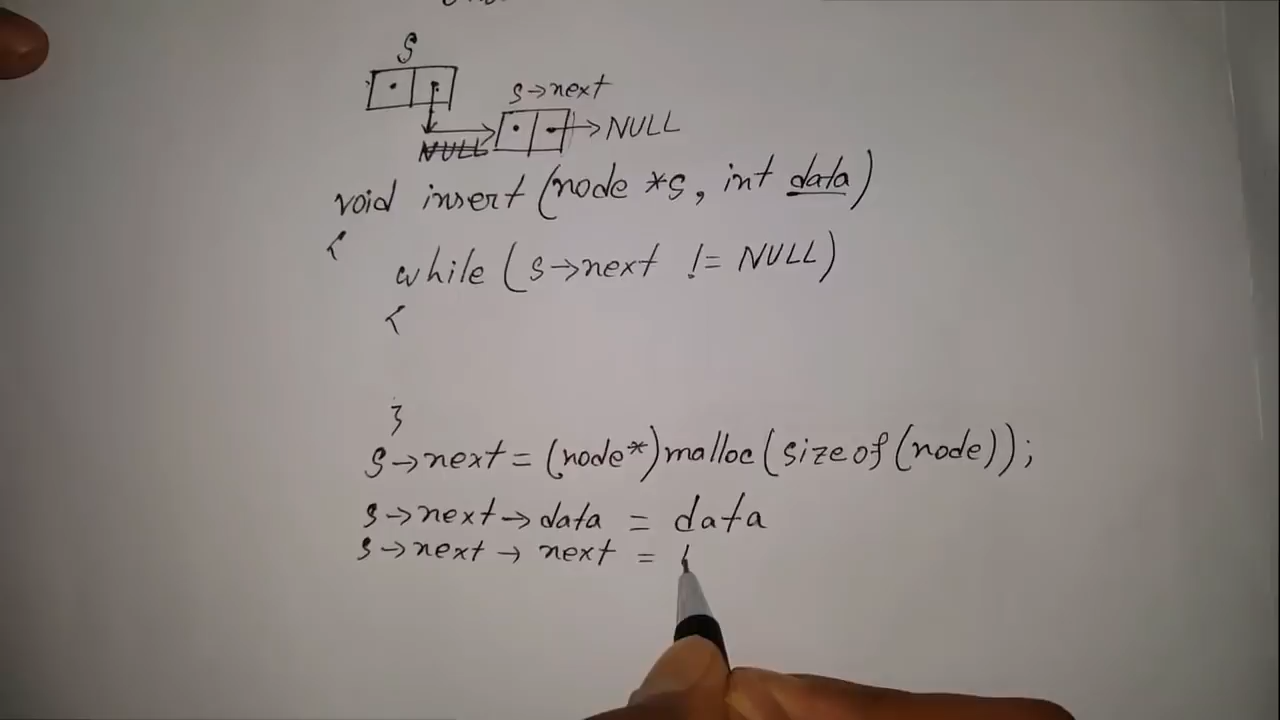 S
s→next
NULL
→NULL
void insert (node *s, int data)
{
while (s→next != NULL)
{
}
s→next = (node*)malloc(sizeof(node));
s→next→data = data
s→next→next =